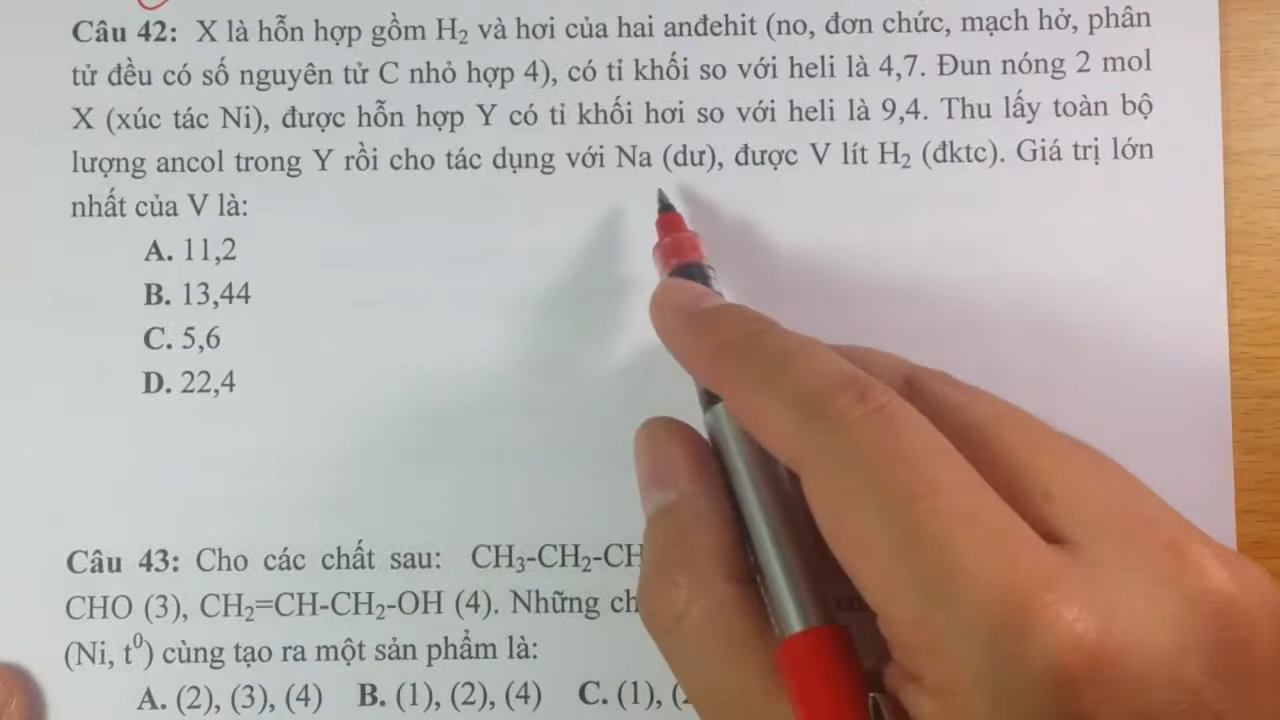 Câu 42: X là hỗn hợp gồm H₂ và hơi của hai anđehit (no, đơn chức, mạch hở, phân
tử đều có số nguyên tử C nhỏ hợp 4), có tỉ khối so với heli là 4,7. Đun nóng 2 mol
X (xúc tác Ni), được hỗn hợp Y có tỉ khối hơi so với heli là 9,4. Thu lấy toàn bộ
lượng ancol trong Y rồi cho tác dụng với Na (dư), được V lít H₂ (đktc). Giá trị lớn
nhất của V là:
A. 11,2
B. 13,44
C. 5,6
D. 22,4
Câu 43: Cho các chất sau: CH₃-CH₂-CH
CHO (3), CH₂=CH-CH₂-OH (4). Những ch
(Ni, t⁰) cùng tạo ra một sản phẩm là:
A. (2), (3), (4) B. (1), (2), (4) C. (1), (